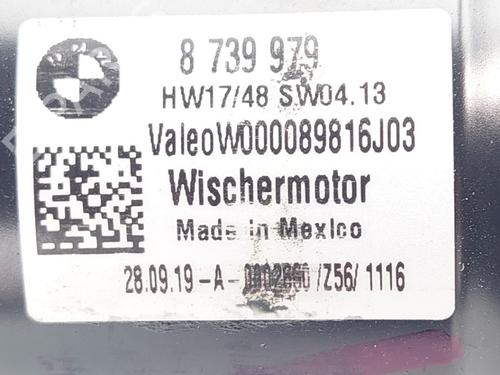 8 739 979
HW17/48 SW04.13
ValeoW000089816J03
Wischermotor
Made in Mexico
28.09.19-A- /Z56/1116